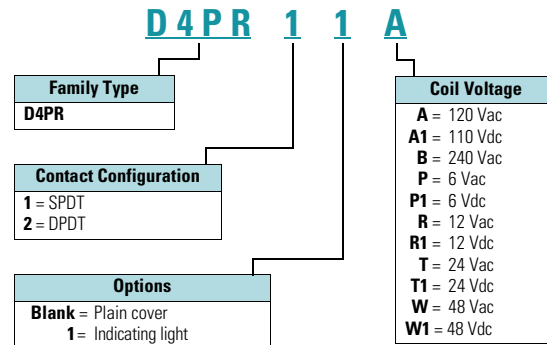 D4PR 1 1 A
Family Type
D4PR
Contact Configuration
1 = SPDT
2 = DPDT
Options
Blank = Plain cover
1 = Indicating light
Coil Voltage
A = 120 Vac
A1 = 110 Vdc
B = 240 Vac
P = 6 Vac
P1 = 6 Vdc
R = 12 Vac
R1 = 12 Vdc
T = 24 Vac
T1 = 24 Vdc
W = 48 Vac
W1 = 48 Vdc